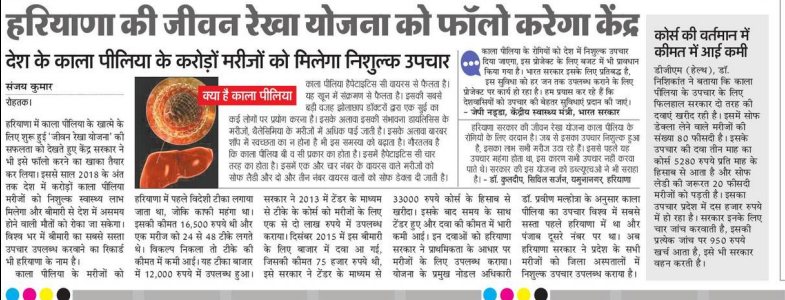 हरियाणा की जीवन रेखा योजना को फॉलो करेगा केंद्र
देश के काला पीलिया के करोड़ों मरीजों को मिलेगा निशुल्क उपचार
संजय कुमार
रोहतक।
हरियाणा में काला पीलिया के खात्मे के
लिए शुरू हुई 'जीवन रेखा योजना' की
सफलता को देखते हुए केंद्र सरकार ने
भी इसे फॉलो करने का खाका तैयार
कर लिया। इससे साल 2018 के अंत
तक देश में करोड़ों काला पीलिया
मरीजों को निशुल्क स्वास्थ्य लाभ
मिलेगा और बीमारी से देश में असमय
होने वाली मौतों को रोका जा सकेगा।
विश्व भर में बीमारी का सबसे सस्ता
उपचार उपलब्ध करवाने का रिकार्ड
भी हरियाणा के नाम है।
काला पीलिया के मरीजों को
क्या है काला पीलिया
काला पीलिया हैपेटाइटिस सी वायरस से फैलता है।
यह खून में संक्रमण से फैलता है। इसकी सबसे
बड़ी वजह झोलाछाप डॉक्टरों द्वारा एक सुई का
कई लोगों पर प्रयोग करना है। इसके अलावा इसकी संभावना डायलिसिस के
मरीजों, थैलेसिमिया के मरीजों में अधिक पाई जाती है। इसके अलावा बारबर
शॉप में स्वच्छता का न होना है भी इस समस्या को बढ़ाता है। गौरतलब है
कि काला पीलिया बी व सी प्रकार का होता है। इसमें हैपेटाइटिस सी चार
तरह का होता है। इसमें एक और चार नंबर के वायरस वाले मरीजों को
सोफ लैडी और दो और तीन नंबर वायरस वालों को सोफ डेक्ला दी जाती है।
हरियाणा में पहले विदेशी टीका लगाया
जाता था, जोकि काफी महंगा था।
इसकी कीमत 16,500 रुपये थी और
एक मरीज को 24 से 48 टीके लगते
थे। विकल्प निकला तो टीके की
कीमत में कमी आई। यह टीका बाजार
में 12,000 रुपये में उपलब्ध हुआ।
सरकार ने 2013 में टेंडर के माध्यम
से टीके के कोर्स को मरीजों के लिए
एक से दो लाख रुपये में उपलब्ध
कराया। दिसंबर 2015 में इस बीमारी
के लिए बाजार में दवा आ गई,
जिसकी कीमत 75 हजार रुपये थी,
इसे सरकार ने टेंडर के माध्यम से
काला पीलिया के रोगियों को देश में निशुल्क उपचार
दिया जाएगा, इस प्रोजेक्ट के लिए बजट में भी प्रावधान
किया गया है। भारत सरकार इसके लिए प्रतिबद्ध है,
इस सुविधा को हर जन तक उपलब्ध कराने के लिए
प्रोजेक्ट पर कार्य हो रहा है। हम प्रयास कर रहे हैं कि
देशवासियों को उपचार की बेहतर सुविधाएं प्रदान की जाएं।
- जेपी नड्डा, केंद्रीय स्वास्थ्य मंत्री, भारत सरकार
हरियाणा सरकार की जीवन रेखा योजना काला पीलिया के
रोगियों के लिए वरदान है। जब से इसका उपचार निशुल्क हुआ
है, इसका लाभ सभी मरीज उठा रहे हैं। इससे पहले यह
उपचार महंगा होता था, इस कारण सभी उपचार नहीं करवा
पाते थे। सरकार की इस योजना को डब्ल्यूएचओ ने भी सराहा
है। - डॉ. कुलदीप, सिविल सर्जन, यमुनानगर, हरियाणा
33000 रुपये कोर्स के हिसाब से
खरीदा। इसके बाद समय के साथ
टेंडर हुए और दवा की कीमत में भारी
कमी आई। इन दवाओं को हरियाणा
सरकार ने प्राथमिकता के आधार पर
मरीजों के लिए उपलब्ध कराया।
योजना के प्रमुख नोडल अधिकारी
डॉ. प्रवीण मल्होत्रा के अनुसार काला
पीलिया का उपचार विश्व में सबसे
सस्ता पहले हरियाणा में था और
पंजाब दूसरे नंबर पर था। अब
हरियाणा सरकार ने प्रदेश के सभी
मरीजों को जिला अस्पतालों में
निशुल्क उपचार उपलब्ध कराया है।
कोर्स की वर्तमान में
कीमत में आई कमी
डीजीएम (हेल्थ), डॉ.
निशिकांत ने बताया कि काला
पीलिया के उपचार के लिए
फिलहाल सरकार दो तरह की
दवाएं खरीद रही है। इसमें सोफ
डेक्ला लेने वाले मरीजों की
संख्या 80 फीसदी है। इसके
उपचार की दवा तीन माह का
कोर्स 5280 रुपये प्रति माह के
हिसाब से आता है और सोफ
लेडी की जरूरत 20 फीसदी
मरीजों को पड़ती है। इसका
उपचार प्रदेश में दस हजार रुपये
में हो रहा है। सरकार इनके लिए
चार जांच करवाती है, इसकी
प्रत्येक जांच पर 950 रुपये
खर्च आता है, इसे भी सरकार
वहन करती है।